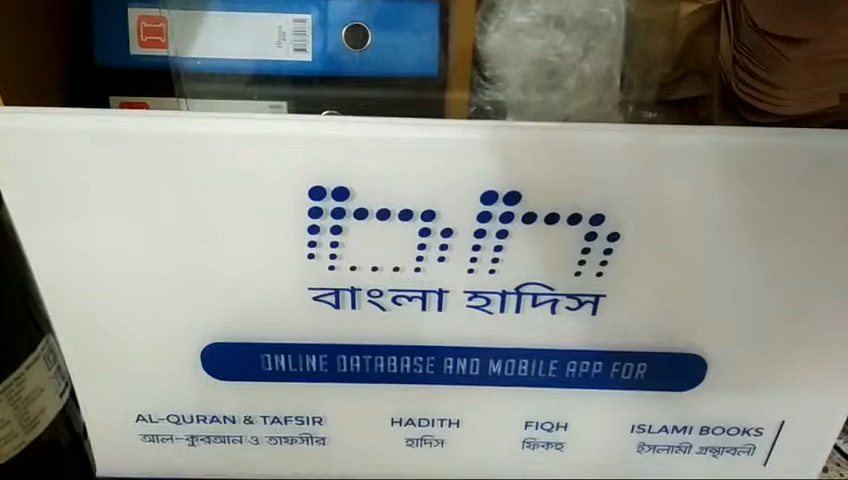 bh
বাংলা হাদিস
ONLINE DATABASE AND MOBILE APP FOR
AL-QURAN & TAFSIR HADITH FIQH ISLAMI BOOKS
আল-কুরআন ও তাফসীর হাদিস ফিকহ ইসলামী গ্রন্থাবলী